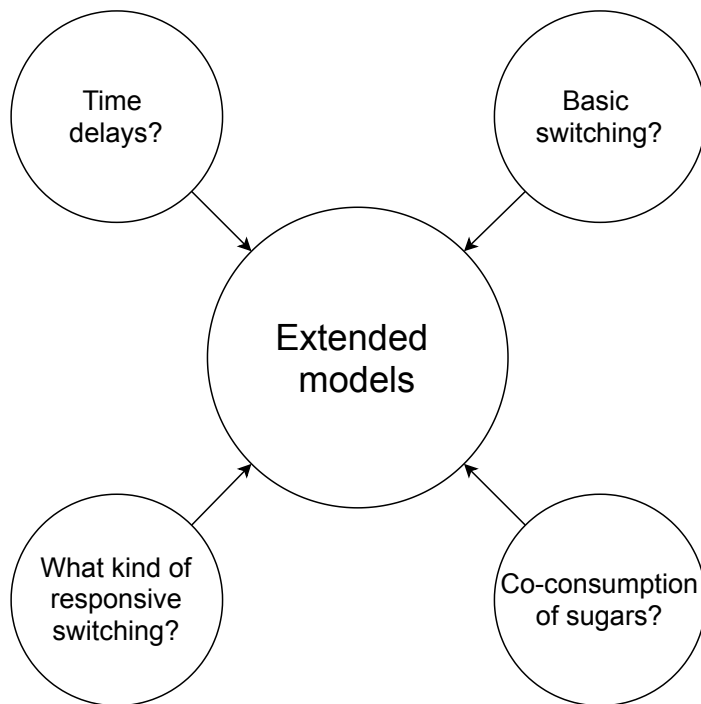 Time
delays?
Basic
switching?
Extended
models
What kind of
responsive
switching?
Co-consumption
of sugars?